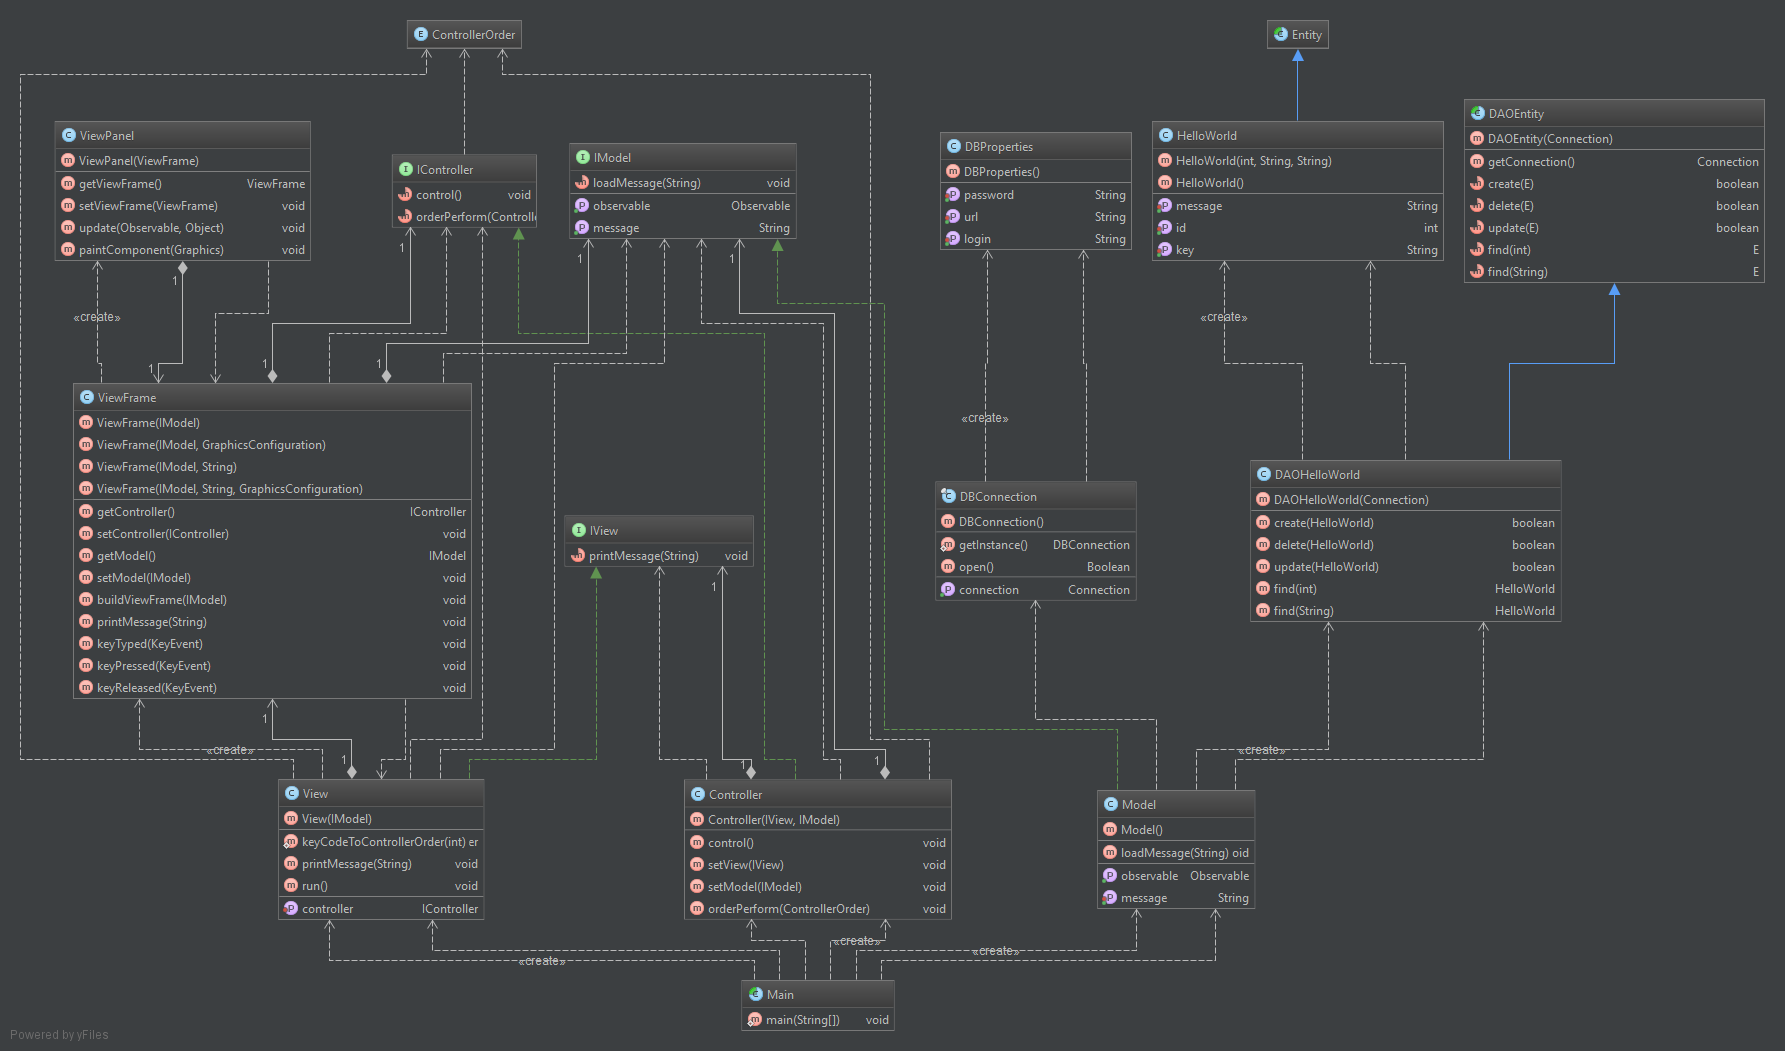 E ControllerOrder
C Entity
C ViewPanel
m ViewPanel(ViewFrame)
m getViewFrame() ViewFrame
m setViewFrame(ViewFrame) void
m update(Observable, Object) void
m paintComponent(Graphics) void
I IController
m control() void
m orderPerform(Controll
I IModel
m loadMessage(String) void
P observable Observable
P message String
C DBProperties
m DBProperties()
P password String
P url String
P login String
C HelloWorld
m HelloWorld(int, String, String)
m HelloWorld()
P message String
P id int
P key String
C DAOEntity
m DAOEntity(Connection)
m getConnection() Connection
m create(E) boolean
m delete(E) boolean
m update(E) boolean
m find(int) E
m find(String) E
1
1
1
1
«create»
«create»
1
1
1
C ViewFrame
m ViewFrame(IModel)
m ViewFrame(IModel, GraphicsConfiguration)
m ViewFrame(IModel, String)
m ViewFrame(IModel, String, GraphicsConfiguration)
m getController() IController
m setController(IController) void
m getModel() IModel
m setModel(IModel) void
m buildViewFrame(IModel) void
m printMessage(String) void
m keyTyped(KeyEvent) void
m keyPressed(KeyEvent) void
m keyReleased(KeyEvent) void
«create»
I IView
m printMessage(String) void
C DBConnection
m DBConnection()
m getInstance() DBConnection
m open() Boolean
P connection Connection
C DAOHelloWorld
m DAOHelloWorld(Connection)
m create(HelloWorld) boolean
m delete(HelloWorld) boolean
m update(HelloWorld) boolean
m find(int) HelloWorld
m find(String) HelloWorld
1
1
«create»
1
1
1
«create»
C View
m View(IModel)
m keyCodeToControllerOrder(int) er
m printMessage(String) void
m run() void
P controller IController
C Controller
m Controller(IView, IModel)
m control() void
m setView(IView) void
m setModel(IModel) void
m orderPerform(ControllerOrder) void
C Model
m Model()
m loadMessage(String) oid
P observable Observable
P message String
«create»
«create»
«create»
C Main
m main(String[]) void
Powered by yFiles